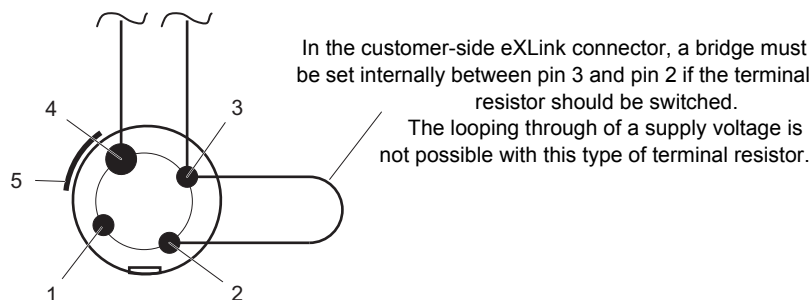 In the customer-side eXLink connector, a bridge must
be set internally between pin 3 and pin 2 if the terminal
resistor should be switched.
The looping through of a supply voltage is
not possible with this type of terminal resistor.
4
3
5
1
2